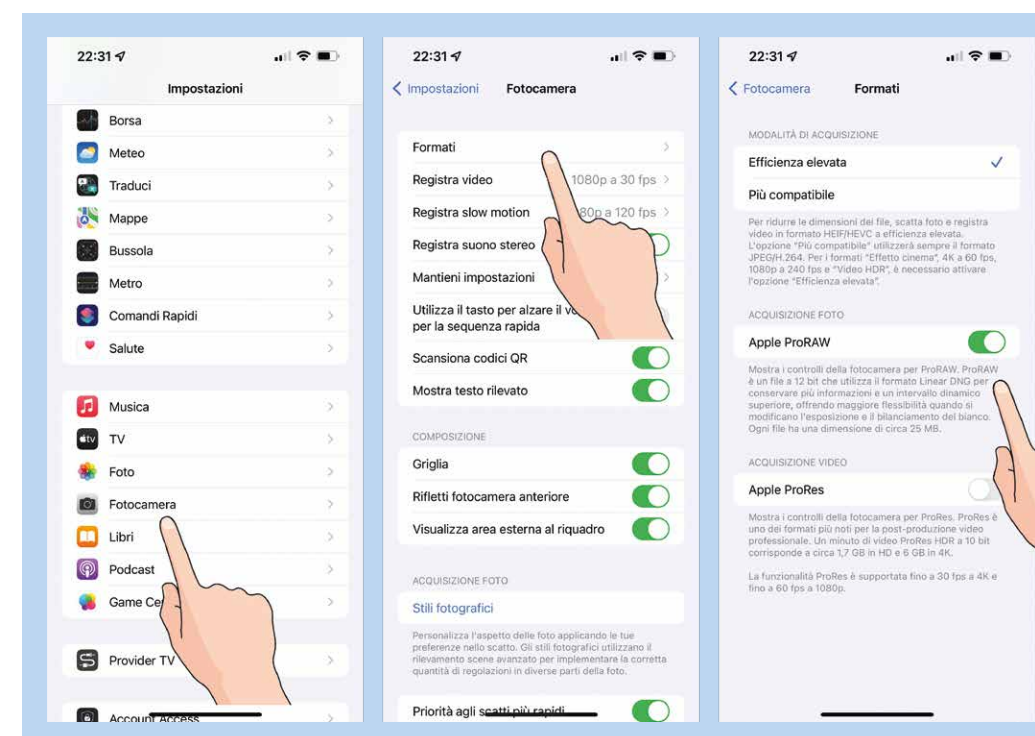 22:31
Impostazioni
Borsa
Meteo
Traduci
Mappe
Bussola
Metro
Comandi Rapidi
Salute
Musica
tv
TV
Foto
Fotocamera
Libri
Podcast
Game Ce
Provider TV
Account Access
22:31
Impostazioni Fotocamera
Formati
Registra video 1080p a 30 fps
Registra slow motion 80p a 120 fps
Registra suono stereo
Mantieni impostazioni
Utilizza il tasto per alzare il vo
per la sequenza rapida
Scansiona codici QR
Mostra testo rilevato
COMPOSIZIONE
Griglia
Rifletti fotocamera anteriore
Visualizza area esterna al riquadro
ACQUISIZIONE FOTO
Stili fotografici
Personalizza l'aspetto delle foto applicando le tue
preferenze nello scatto. Gli stili fotografici utilizzano il
rilevamento scene avanzato per implementare la corretta
quantità di regolazioni in diverse parti della foto.
Priorità agli scatti più rapidi
22:31
Fotocamera Formati
MODALITÀ DI ACQUISIZIONE
Efficienza elevata
Più compatibile
Per ridurre le dimensioni dei file, scatta foto e registra
video in formato HEIF/HEVC a efficienza elevata.
L'opzione "Più compatibile" utilizzerà sempre il formato
JPEG/H.264. Per i formati "Effetto cinema", 4K a 60 fps,
1080p a 240 fps e "Video HDR", è necessario attivare
l'opzione "Efficienza elevata".
ACQUISIZIONE FOTO
Apple ProRAW
Mostra i controlli della fotocamera per ProRAW. ProRAW
è un file a 12 bit che utilizza il formato Linear DNG per
conservare più informazioni e un intervallo dinamico
superiore, offrendo maggiore flessibilità quando si
modificano l'esposizione e il bilanciamento del bianco.
Ogni file ha una dimensione di circa 25 MB.
ACQUISIZIONE VIDEO
Apple ProRes
Mostra i controlli della fotocamera per ProRes. ProRes è
uno dei formati più noti per la post-produzione video
professionale. Un minuto di video ProRes HDR a 10 bit
corrisponde a circa 1,7 GB in HD e 6 GB in 4K.
La funzionalità ProRes è supportata fino a 30 fps a 4K e
fino a 60 fps a 1080p.